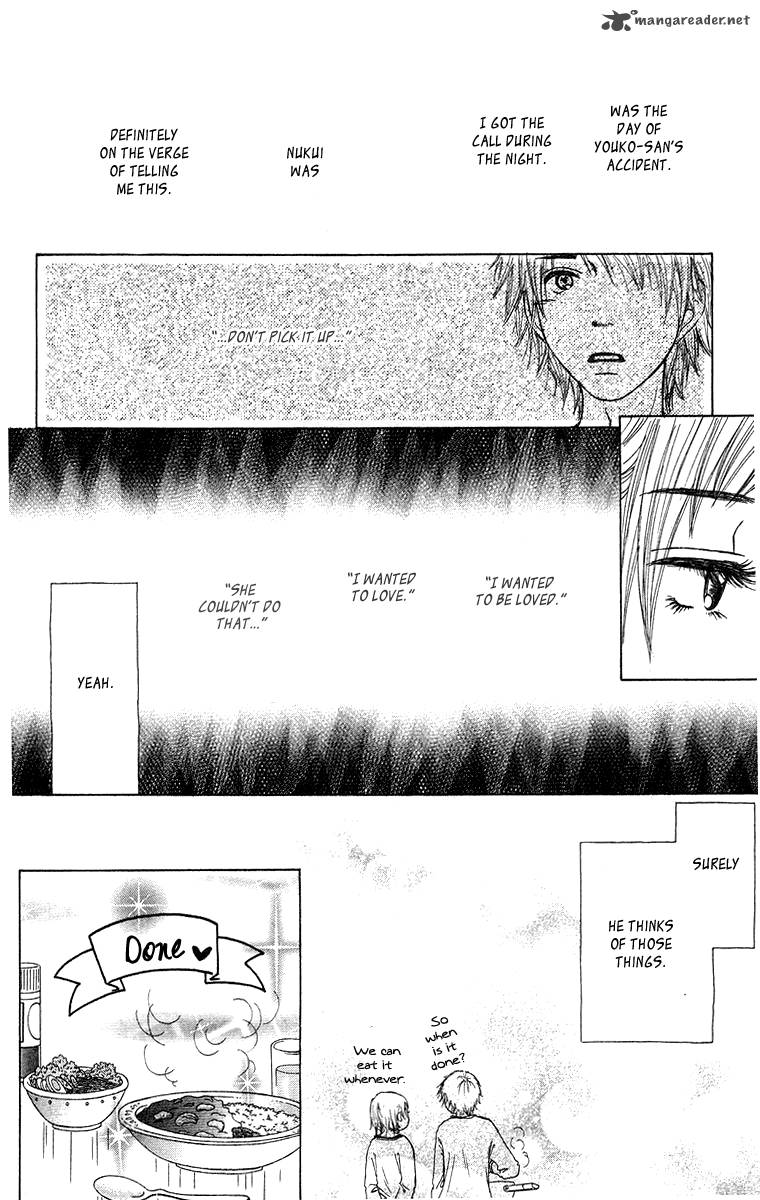 mangareader.net
WAS THE
DAY OF
YOUKO-SAN'S
ACCIDENT.
I GOT THE
CALL DURING
THE NIGHT.
NUKUI
WAS
DEFINITELY
ON THE VERGE
OF TELLING
ME THIS.
"...DON'T PICK IT UP..."
"I WANTED
TO BE LOVED."
"I WANTED
TO LOVE."
"SHE
COULDN'T DO
THAT..."
YEAH.
SURELY
HE THINKS
OF THOSE
THINGS.
So
when
is it
done?
We can
eat it
whenever.
Done ♥